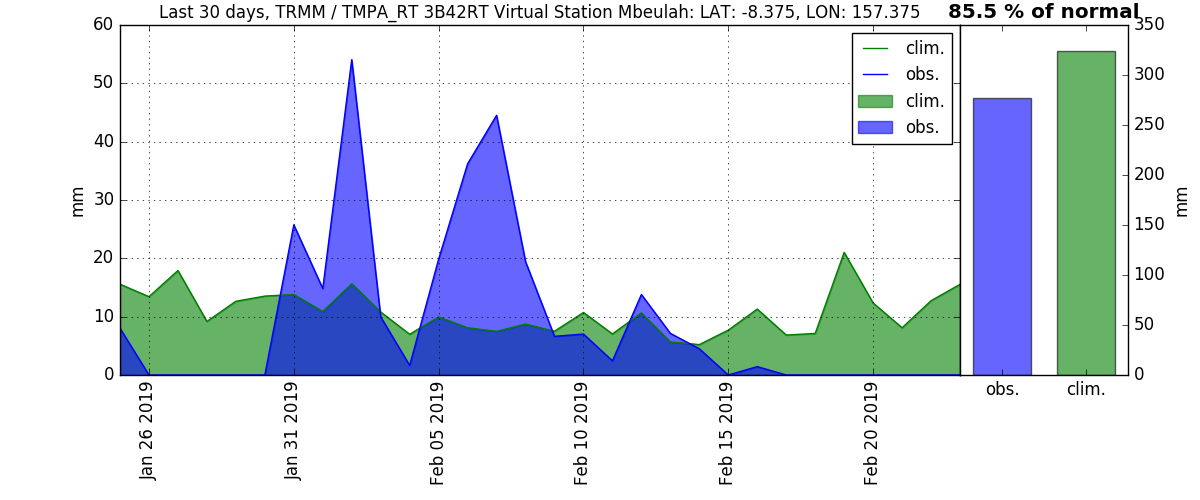 Last 30 days, TRMM / TMPA_RT 3B42RT Virtual Station Mbeulah: LAT: -8.375, LON: 157.375
85.5 % of normal
60
50
40
30
20
10
0
mm
clim.
obs.
clim.
obs.
Jan 26 2019
Jan 31 2019
Feb 05 2019
Feb 10 2019
Feb 15 2019
Feb 20 2019
350
300
250
200
150
100
50
0
mm
obs.
clim.